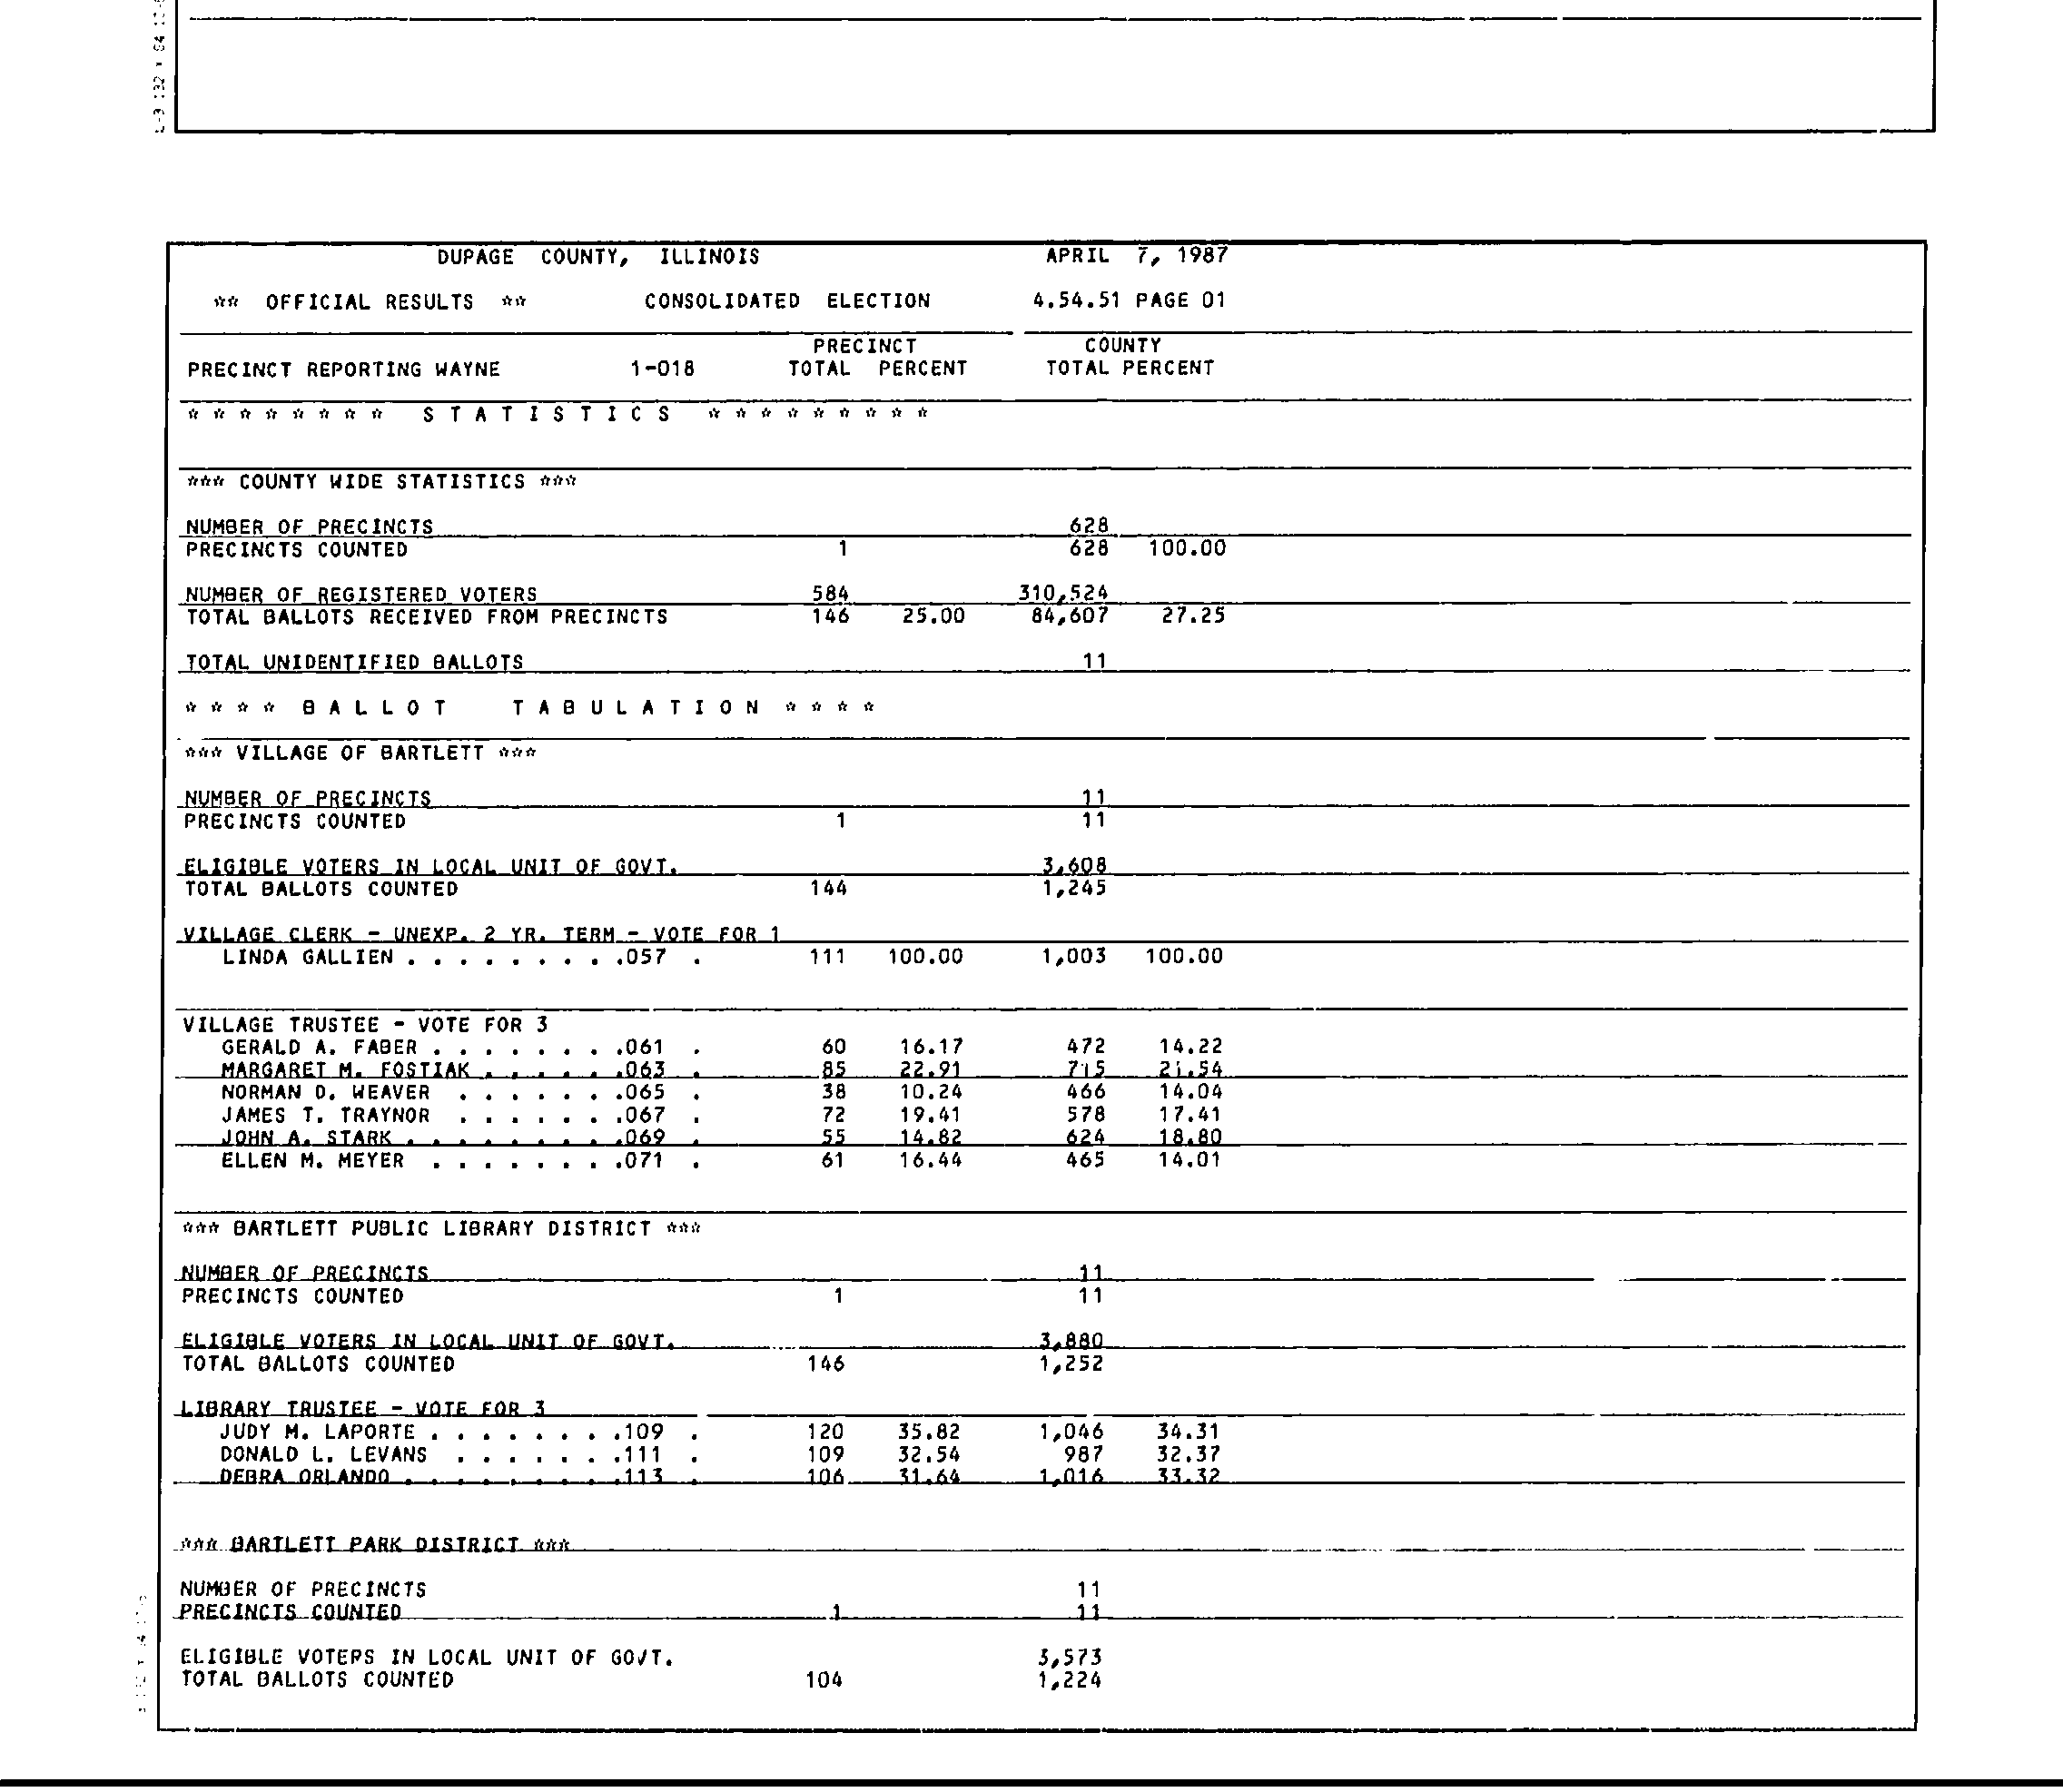 DUPAGE COUNTY, ILLINOIS APRIL 7, 1987
** OFFICIAL RESULTS ** CONSOLIDATED ELECTION 4.54.51 PAGE 01
PRECINCT COUNTY
PRECINCT REPORTING WAYNE 1-018 TOTAL PERCENT TOTAL PERCENT
* * * * * * * * S T A T I S T I C S * * * * * * * * *
*** COUNTY WIDE STATISTICS ***
NUMBER OF PRECINCTS 628
PRECINCTS COUNTED 1 628 100.00
NUMBER OF REGISTERED VOTERS 584 310,524
TOTAL BALLOTS RECEIVED FROM PRECINCTS 146 25.00 84,607 27.25
TOTAL UNIDENTIFIED BALLOTS 11
* * * * B A L L O T T A B U L A T I O N * * * *
*** VILLAGE OF BARTLETT ***
NUMBER OF PRECINCTS 11
PRECINCTS COUNTED 1 11
ELIGIBLE VOTERS IN LOCAL UNIT OF GOVT. 3,608
TOTAL BALLOTS COUNTED 144 1,245
VILLAGE CLERK - UNEXP. 2 YR. TERM - VOTE FOR 1
LINDA GALLIEN . . . . . . . . .057 . 111 100.00 1,003 100.00
VILLAGE TRUSTEE - VOTE FOR 3
GERALD A. FABER . . . . . . . .061 . 60 16.17 472 14.22
MARGARET M. FOSTIAK . . . . . .063 . 85 22.91 715 21.54
NORMAN D. WEAVER . . . . . . .065 . 38 10.24 466 14.04
JAMES T. TRAYNOR . . . . . . .067 . 72 19.41 578 17.41
JOHN A. STARK . . . . . . . . .069 . 55 14.82 624 18.80
ELLEN M. MEYER . . . . . . . .071 . 61 16.44 465 14.01
*** BARTLETT PUBLIC LIBRARY DISTRICT ***
NUMBER OF PRECINCTS 11
PRECINCTS COUNTED 1 11
ELIGIBLE VOTERS IN LOCAL UNIT OF GOVT. 3,880
TOTAL BALLOTS COUNTED 146 1,252
LIBRARY TRUSTEE - VOTE FOR 3
JUDY M. LAPORTE . . . . . . . .109 . 120 35.82 1,046 34.31
DONALD L. LEVANS . . . . . . .111 . 109 32.54 987 32.37
DEBRA ORLANDO . . . . . . . . .113 . 106 31.64 1,016 33.32
*** BARTLETT PARK DISTRICT ***
NUMBER OF PRECINCTS 11
PRECINCTS COUNTED 1 11
ELIGIBLE VOTERS IN LOCAL UNIT OF GOVT. 3,573
TOTAL BALLOTS COUNTED 104 1,224